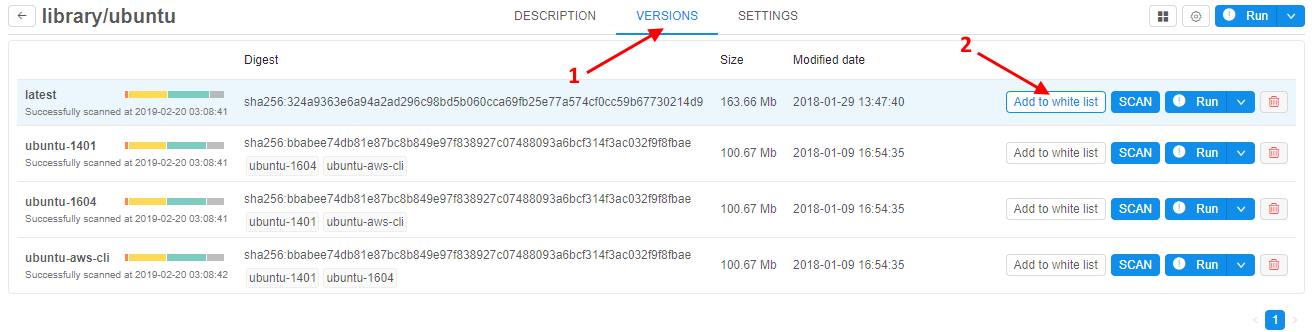 library/ubuntu DESCRIPTION VERSIONS SETTINGS Run
1 2
Digest Size Modified date
latest sha256:324a9363e6a94a2ad296c98bd5b060cca69fb25e77a574cf0cc59b67730214d9 163.66 Mb 2018-01-29 13:47:40 Add to white list SCAN Run
Successfully scanned at 2019-02-20 03:08:41
ubuntu-1401 sha256:bbabee74db81e87bc8b849e97f838927c07488093a6bcf314f3ac032f9f8fbae 100.67 Mb 2018-01-09 16:54:35 Add to white list SCAN Run
Successfully scanned at 2019-02-20 03:08:41 ubuntu-1604 ubuntu-aws-cli
ubuntu-1604 sha256:bbabee74db81e87bc8b849e97f838927c07488093a6bcf314f3ac032f9f8fbae 100.67 Mb 2018-01-09 16:54:35 Add to white list SCAN Run
Successfully scanned at 2019-02-20 03:08:41 ubuntu-1401 ubuntu-aws-cli
ubuntu-aws-cli sha256:bbabee74db81e87bc8b849e97f838927c07488093a6bcf314f3ac032f9f8fbae 100.67 Mb 2018-01-09 16:54:35 Add to white list SCAN Run
Successfully scanned at 2019-02-20 03:08:42 ubuntu-1401 ubuntu-1604
1